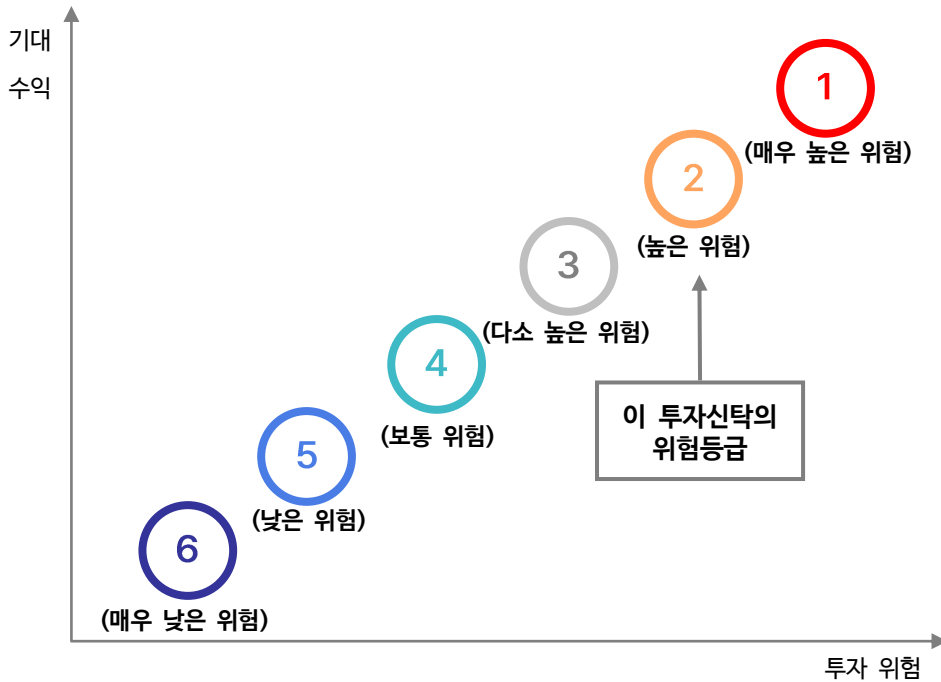 기대
수익
1
(매우 높은 위험)
2
(높은 위험)
3
(다소 높은 위험)
4
(보통 위험)
이 투자신탁의
위험등급
5
(낮은 위험)
6
(매우 낮은 위험)
투자 위험